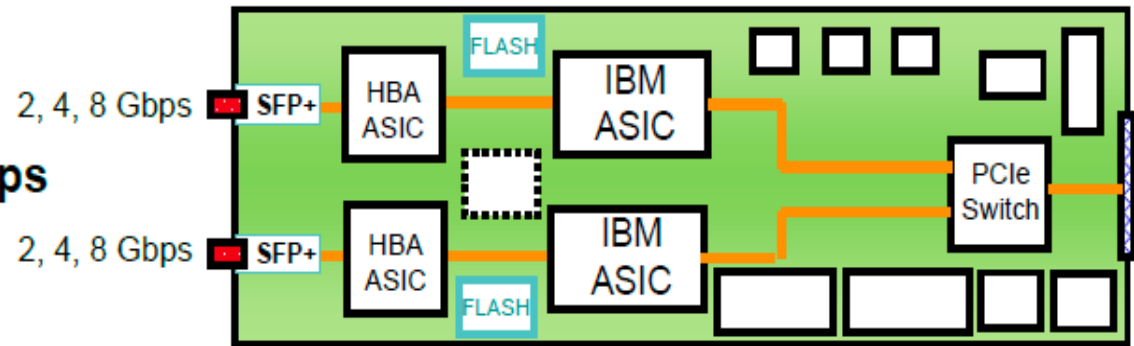 FLASH
2, 4, 8 Gbps
SFP+
HBA
ASIC
IBM
ASIC
ps
PCIe
Switch
2, 4, 8 Gbps
SFP+
HBA
ASIC
IBM
ASIC
FLASH